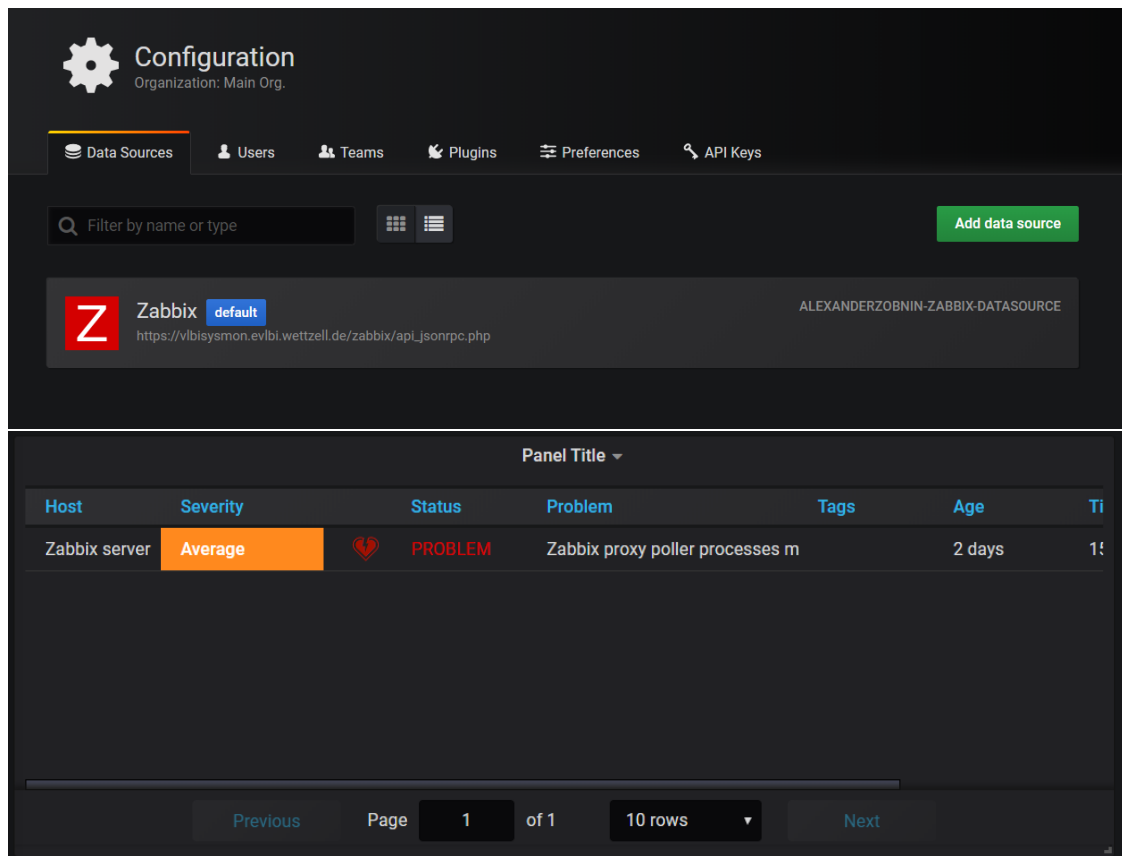 Configuration
Organization: Main Org.
Data Sources Users Teams Plugins Preferences API Keys
Filter by name or type Add data source
Z Zabbix default ALEXANDERZOBNIN-ZABBIX-DATASOURCE
https://vlbisysmon.evlbi.wettzell.de/zabbix/api_jsonrpc.php
Panel Title
Host Severity Status Problem Tags Age Ti
Zabbix server Average PROBLEM Zabbix proxy poller processes m 2 days
Previous Page 1 of 1 10 rows Next